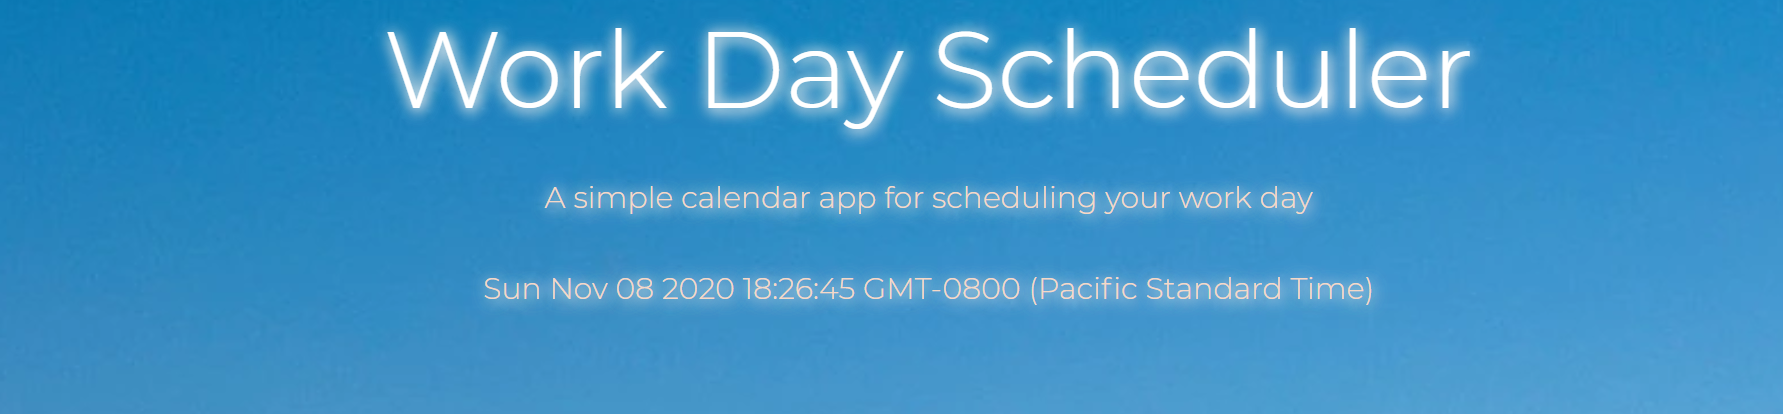 Work Day Scheduler
A simple calendar app for scheduling your work day
Sun Nov 08 2020 18:26:45 GMT-0800 (Pacific Standard Time)